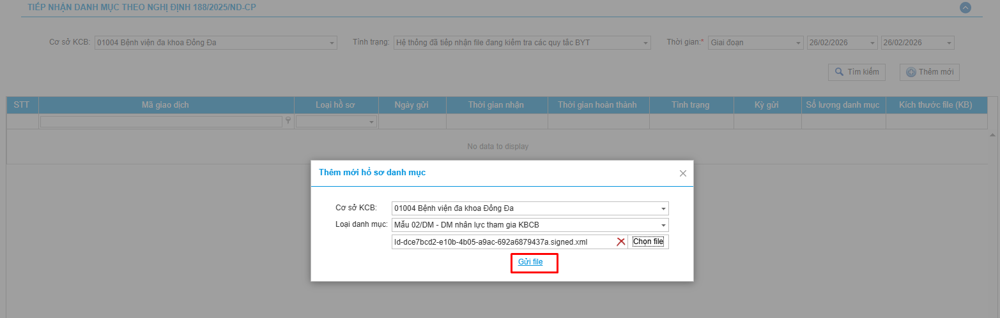 TIẾP NHẬN DANH MỤC THEO NGHỊ ĐỊNH 188/2025/NĐ-CP
Cơ sở KCB: 01004 Bệnh viện đa khoa Đống Đa Tình trạng: Hệ thống đã tiếp nhận file đang kiểm tra các quy tắc BYT Thời gian:* Giai đoạn 26/02/2026 26/02/2026
Tìm kiếm Thêm mới
STT Mã giao dịch Loại hồ sơ Ngày gửi Thời gian nhận Thời gian hoàn thành Tình trạng Kỳ gửi Số lượng danh mục Kích thước file (KB)
No data to display
Thêm mới hồ sơ danh mục
Cơ sở KCB: 01004 Bệnh viện đa khoa Đống Đa
Loại danh mục: Mẫu 02/DM - DM nhân lực tham gia KBCB
Id-dce7bcd2-e10b-4b05-a9ac-692a6879437a.signed.xml Chọn file
Gửi file